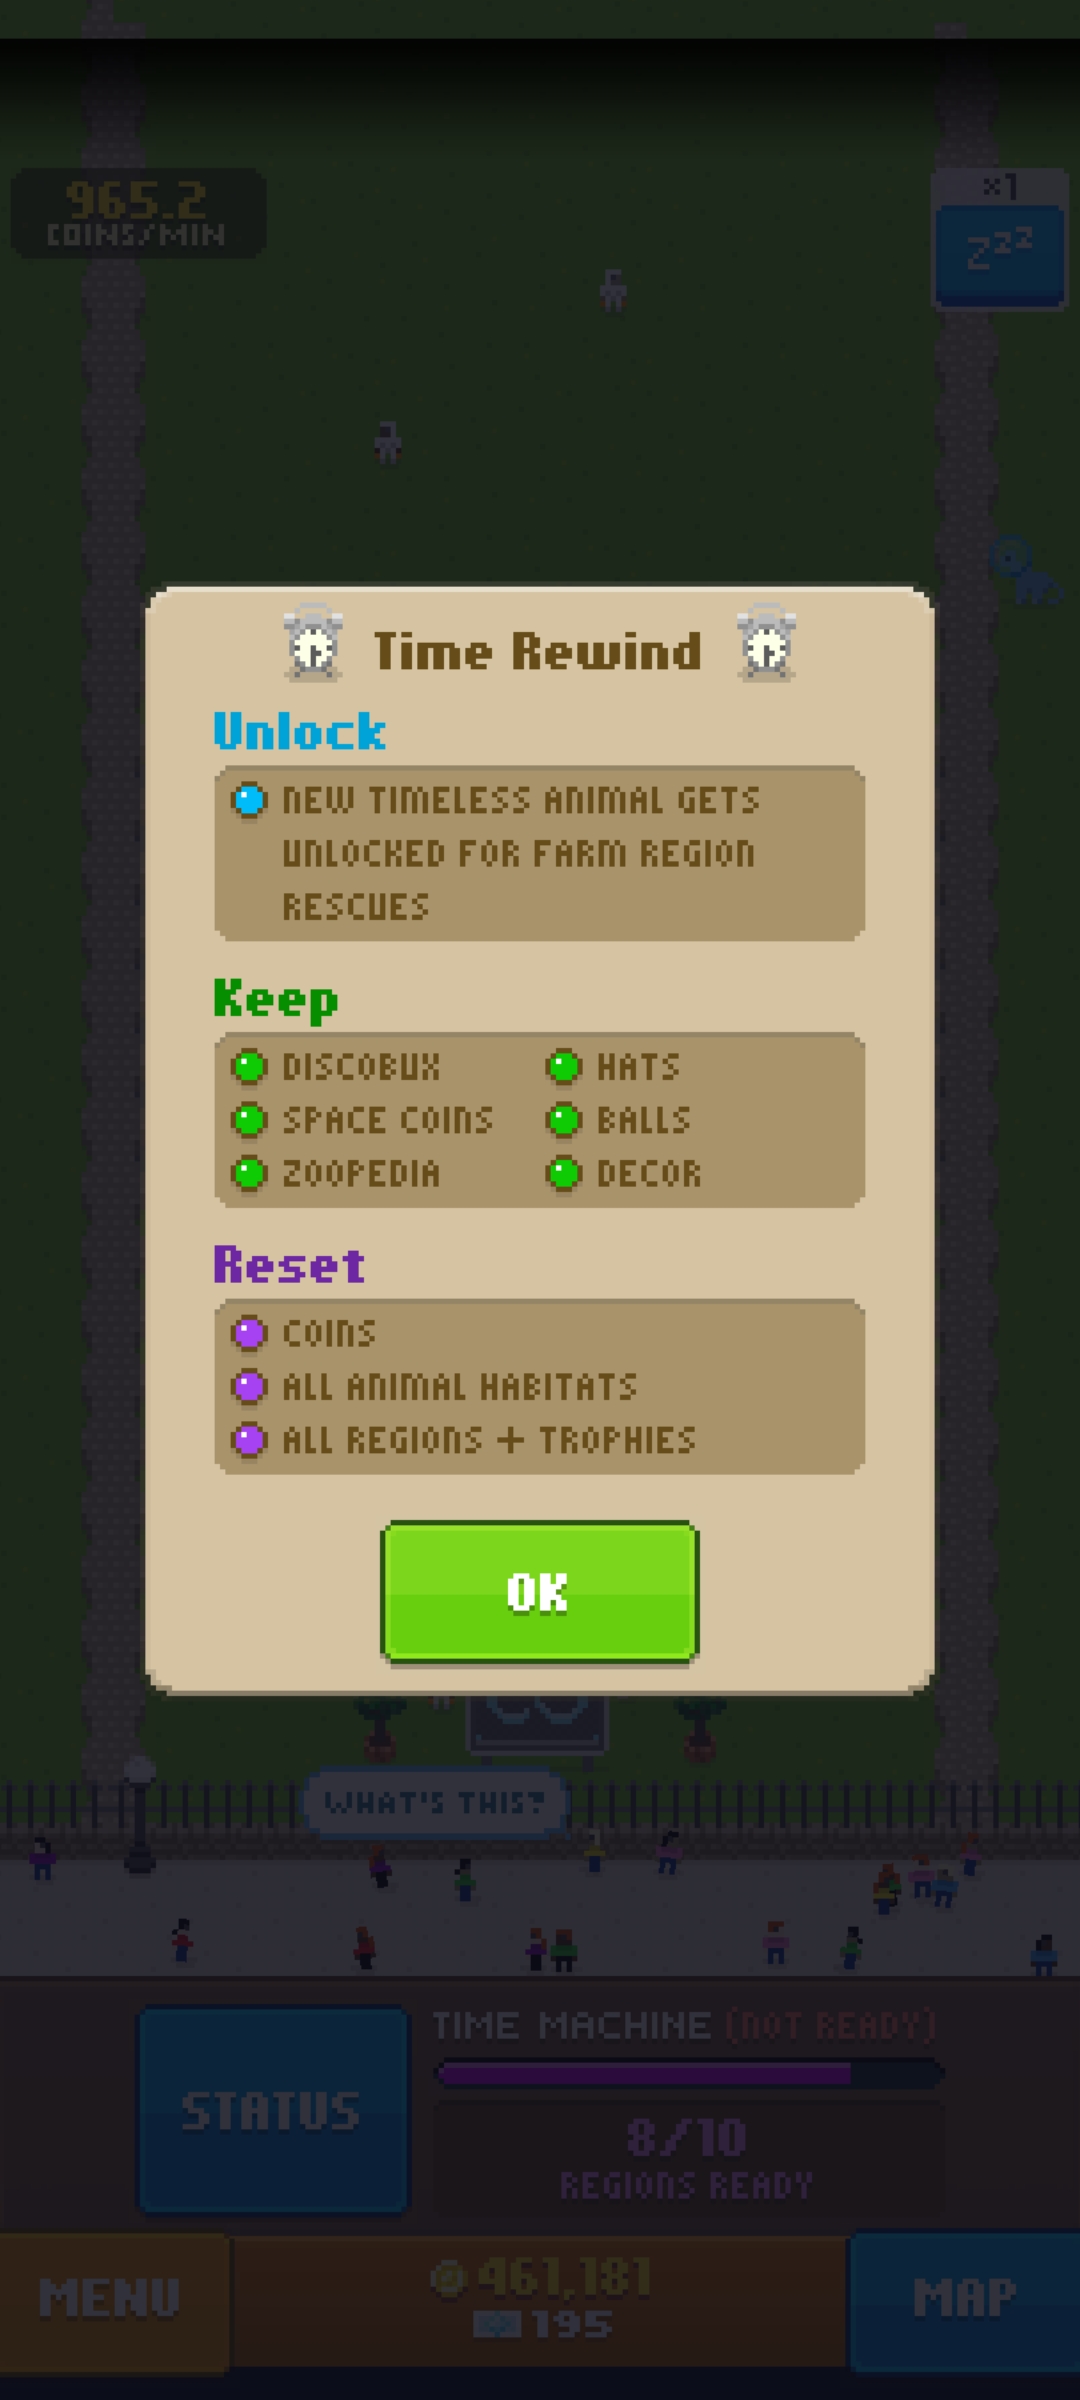 965.2
COINS/MIN
×1
Zzz
Time Rewind
Unlock
NEW TIMELESS ANIMAL GETS
UNLOCKED FOR FARM REGION
RESCUES
Keep
DISCOBUX
HATS
SPACE COINS
BALLS
ZOOPEDIA
DECOR
Reset
COINS
ALL ANIMAL HABITATS
ALL REGIONS + TROPHIES
OK
WHAT'S THIS?
STATUS
TIME MACHINE (NOT READY)
8/10
REGIONS READY
MENU
461,181
195
MAP